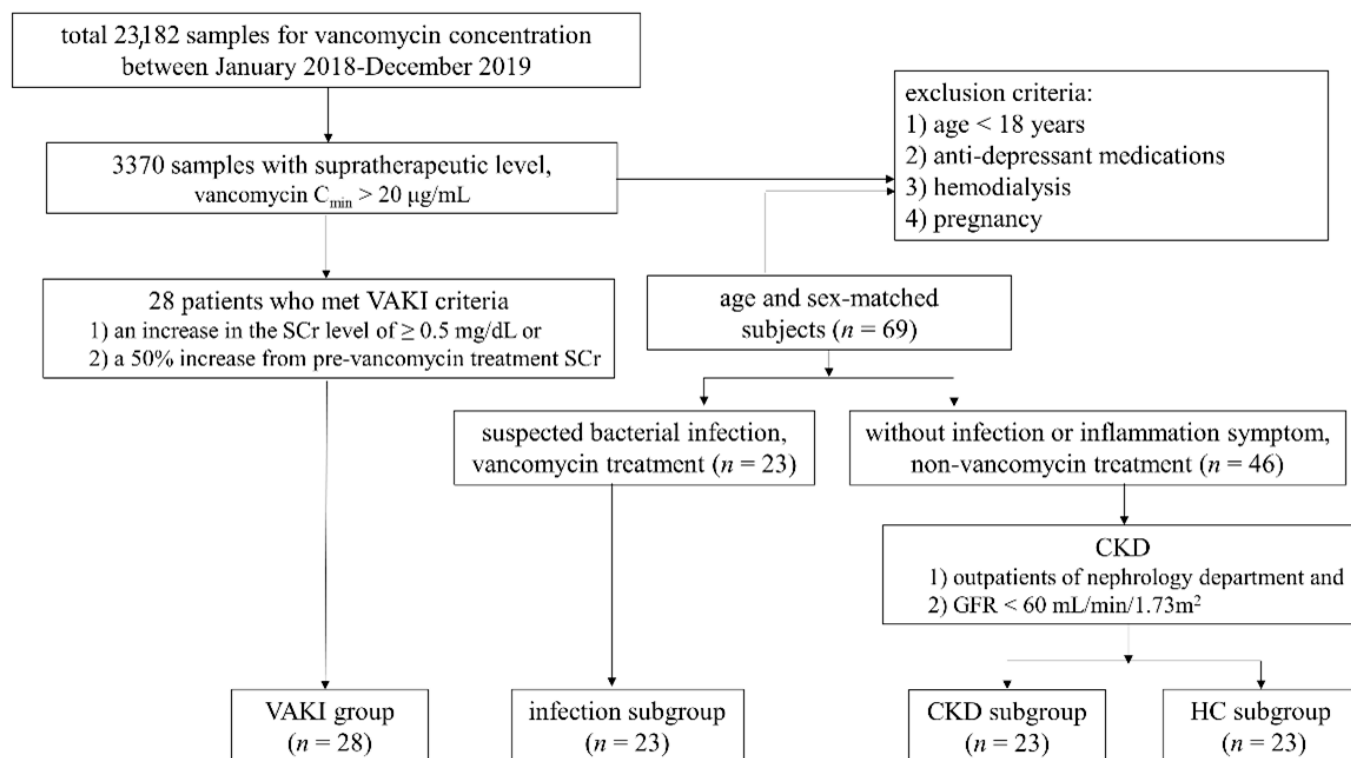 total 23,182 samples for vancomycin concentration
between January 2018-December 2019
exclusion criteria:
1) age < 18 years
2) anti-depressant medications
3) hemodialysis
4) pregnancy
3370 samples with supratherapeutic level,
vancomycin Cmin > 20 μg/mL
28 patients who met VAKI criteria
1) an increase in the SCr level of ≥ 0.5 mg/dL or
2) a 50% increase from pre-vancomycin treatment SCr
age and sex-matched
subjects (n = 69)
suspected bacterial infection,
vancomycin treatment (n = 23)
without infection or inflammation symptom,
non-vancomycin treatment (n = 46)
CKD
1) outpatients of nephrology department and
2) GFR < 60 mL/min/1.73m²
VAKI group
(n = 28)
infection subgroup
(n = 23)
CKD subgroup
(n = 23)
HC subgroup
(n = 23)